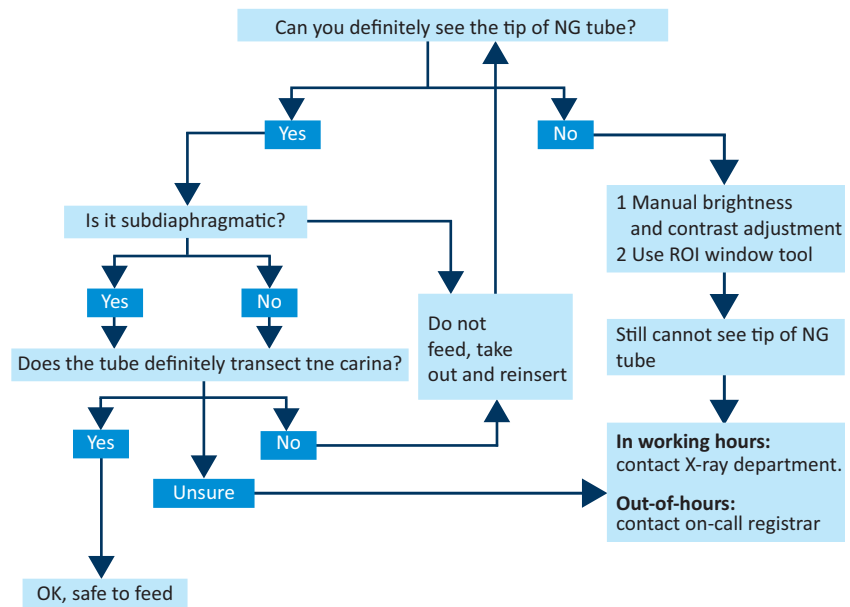 Can you definitely see the tip of NG tube?
Yes
No
1 Manual brightness
and contrast adjustment
2 Use ROI window tool
Is it subdiaphragmatic?
Yes
No
Do not
feed, take
out and reinsert
Still cannot see tip of NG
tube
Does the tube definitely transect tne carina?
Yes
No
Unsure
In working hours:
contact X-ray department.
Out-of-hours:
contact on-call registrar
OK, safe to feed